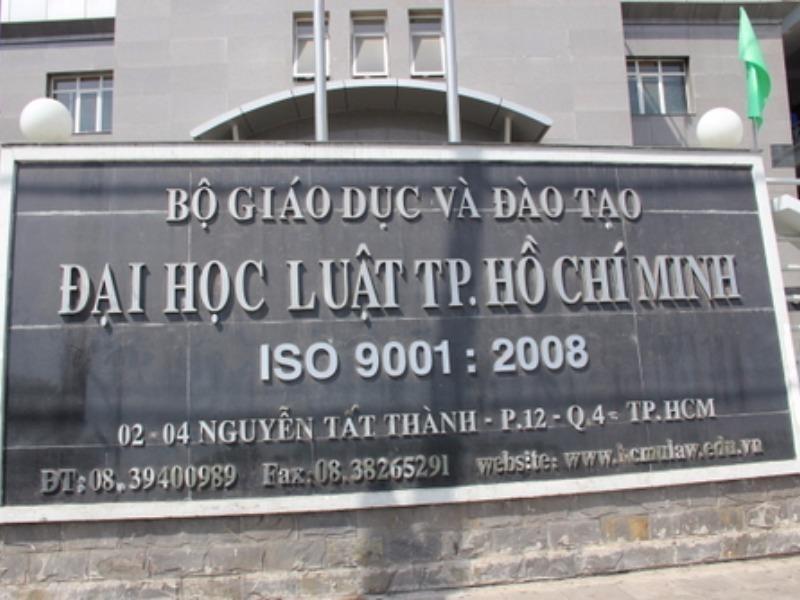 BỘ GIÁO DỤC VÀ ĐÀO TẠO
ĐẠI HỌC LUẬT TP. HỒ CHÍ MINH
ISO 9001 : 2008
02 - 04 NGUYỄN TẤT THÀNH - P.12 - Q.4 - TP.HCM
ĐT: 08.39400989 Fax: 08.38265291 website: www.hcmulaw.edu.vn